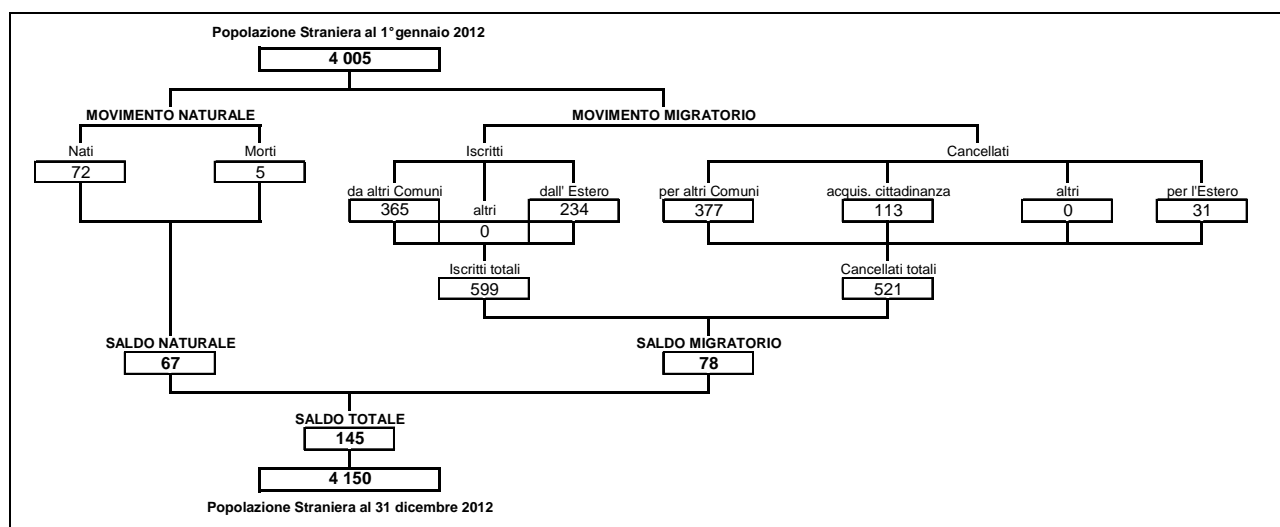 Popolazione Straniera al 1°gennaio 2012
4 005
MOVIMENTO NATURALE
MOVIMENTO MIGRATORIO
Nati
Morti
Iscritti
Cancellati
72
5
da altri Comuni
altri
dall' Estero
per altri Comuni
acquis. cittadinanza
altri
per l'Estero
365
0
234
377
113
0
31
Iscritti totali
Cancellati totali
599
521
SALDO NATURALE
SALDO MIGRATORIO
67
78
SALDO TOTALE
145
4 150
Popolazione Straniera al 31 dicembre 2012